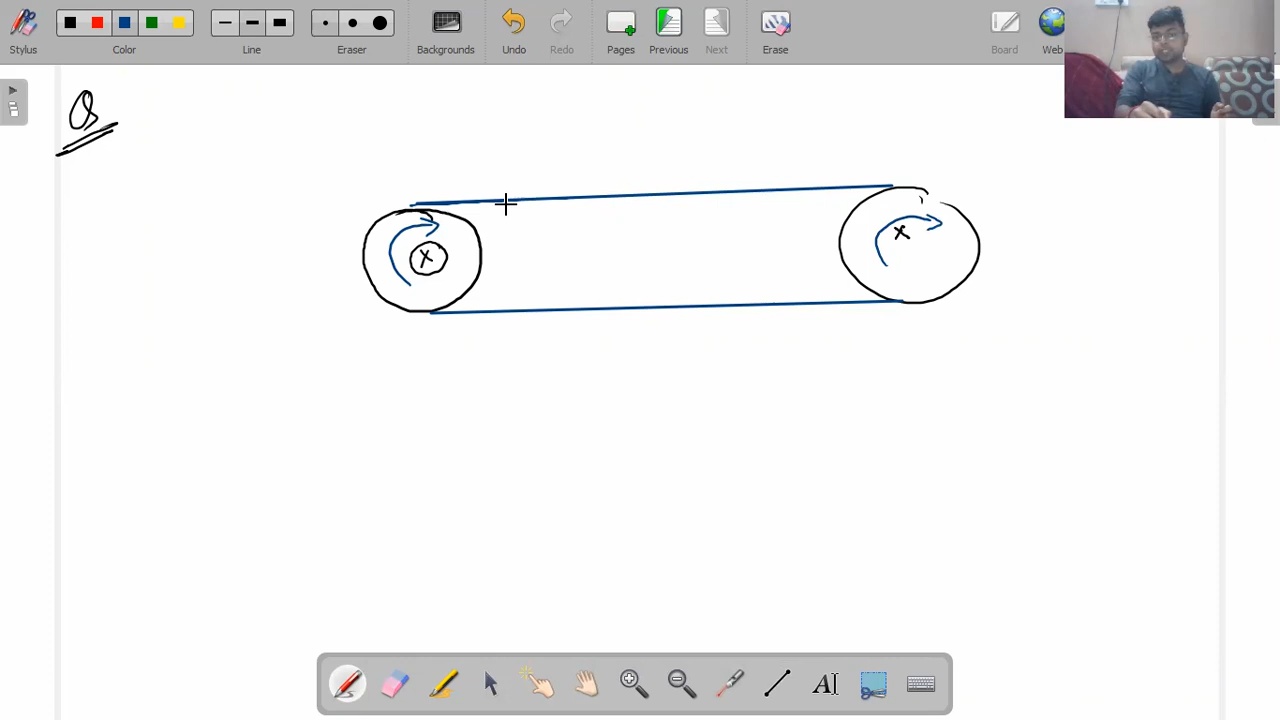 Stylus
Color
Line
Eraser
Backgrounds
Undo
Redo
Pages
Previous
Next
Erase
Board
Web
Q
x
x